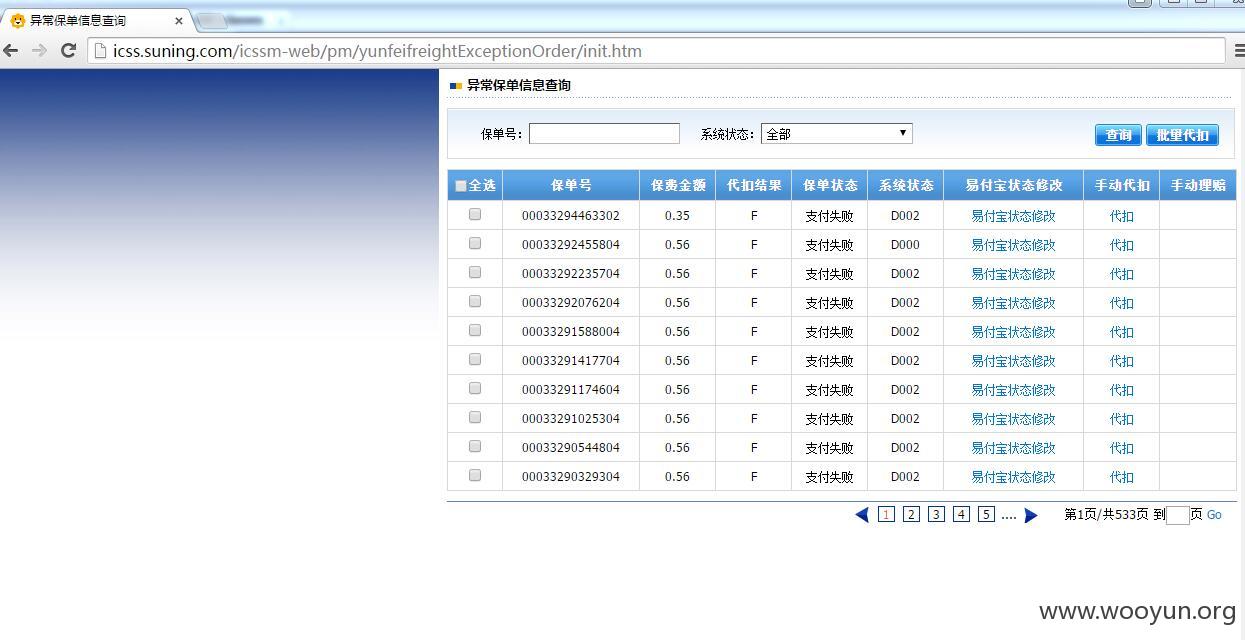 异常保单信息查询
icss.suning.com/icssm-web/pm/yunfeifreightExceptionOrder/init.htm
异常保单信息查询
保单号： 系统状态： 全部 查询 批量代扣
全选 保单号 保费金额 代扣结果 保单状态 系统状态 易付宝状态修改 手动代扣 手动理赔
00033294463302 0.35 F 支付失败 D002 易付宝状态修改 代扣
00033292455804 0.56 F 支付失败 D000 易付宝状态修改 代扣
00033292235704 0.56 F 支付失败 D002 易付宝状态修改 代扣
00033292076204 0.56 F 支付失败 D002 易付宝状态修改 代扣
00033291588004 0.56 F 支付失败 D002 易付宝状态修改 代扣
00033291417704 0.56 F 支付失败 D002 易付宝状态修改 代扣
00033291174604 0.56 F 支付失败 D002 易付宝状态修改 代扣
00033291025304 0.56 F 支付失败 D002 易付宝状态修改 代扣
00033290544804 0.56 F 支付失败 D002 易付宝状态修改 代扣
00033290329304 0.56 F 支付失败 D002 易付宝状态修改 代扣
1 2 3 4 5 .... 第1页/共533页 到 页 Go
www.wooyun.org